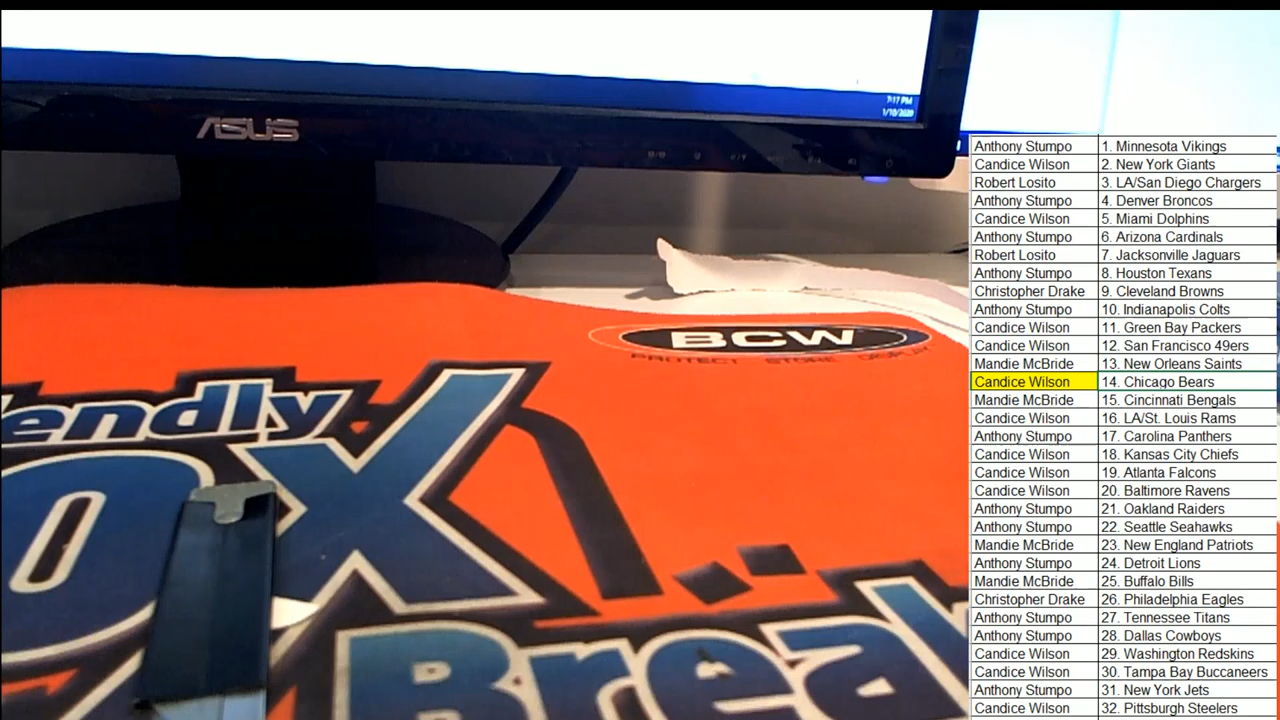 7:17 PM
1/10/2020
ASUS
BCW
PROTECT STORE DISPLAY
endly
ox
Break
Anthony Stumpo 1. Minnesota Vikings
Candice Wilson 2. New York Giants
Robert Losito 3. LA/San Diego Chargers
Anthony Stumpo 4. Denver Broncos
Candice Wilson 5. Miami Dolphins
Anthony Stumpo 6. Arizona Cardinals
Robert Losito 7. Jacksonville Jaguars
Anthony Stumpo 8. Houston Texans
Christopher Drake 9. Cleveland Browns
Anthony Stumpo 10. Indianapolis Colts
Candice Wilson 11. Green Bay Packers
Candice Wilson 12. San Francisco 49ers
Mandie McBride 13. New Orleans Saints
Candice Wilson 14. Chicago Bears
Mandie McBride 15. Cincinnati Bengals
Candice Wilson 16. LA/St. Louis Rams
Anthony Stumpo 17. Carolina Panthers
Candice Wilson 18. Kansas City Chiefs
Candice Wilson 19. Atlanta Falcons
Candice Wilson 20. Baltimore Ravens
Anthony Stumpo 21. Oakland Raiders
Anthony Stumpo 22. Seattle Seahawks
Mandie McBride 23. New England Patriots
Anthony Stumpo 24. Detroit Lions
Mandie McBride 25. Buffalo Bills
Christopher Drake 26. Philadelphia Eagles
Anthony Stumpo 27. Tennessee Titans
Anthony Stumpo 28. Dallas Cowboys
Candice Wilson 29. Washington Redskins
Candice Wilson 30. Tampa Bay Buccaneers
Anthony Stumpo 31. New York Jets
Candice Wilson 32. Pittsburgh Steelers